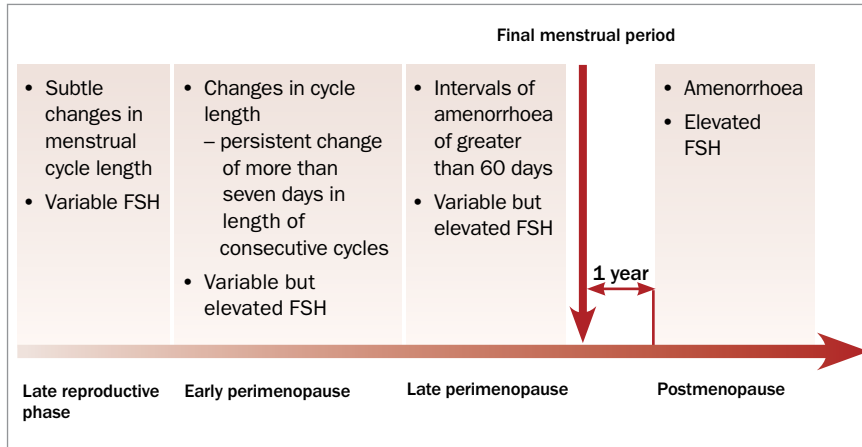 Final menstrual period
• Subtle
changes in
menstrual
cycle length
• Variable FSH
• Changes in cycle
length
– persistent change
of more than
seven days in
length of
consecutive cycles
• Variable but
elevated FSH
• Intervals of
amenorrhoea
of greater
than 60 days
• Variable but
elevated FSH
1 year
• Amenorrhoea
• Elevated
FSH
Late reproductive
phase
Early perimenopause
Late perimenopause
Postmenopause